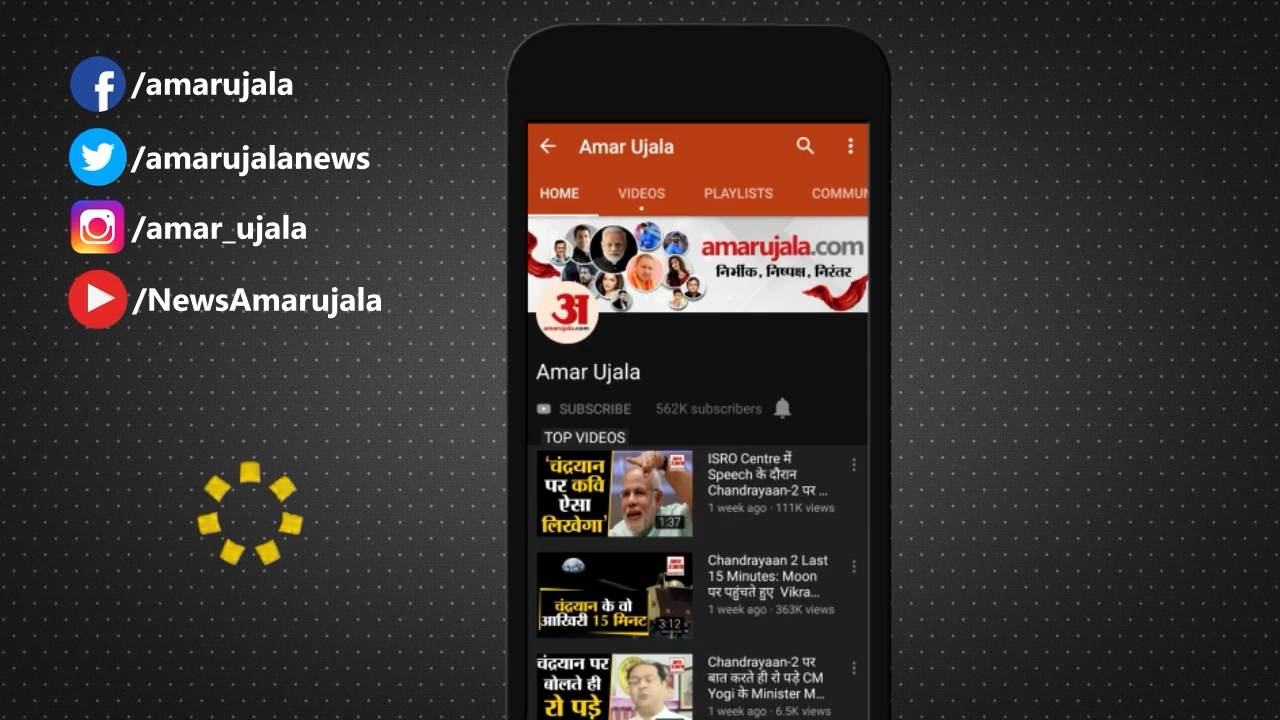 /amarujala
/amarujalanews
/amar_ujala
/NewsAmarujala
Amar Ujala
HOME VIDEOS PLAYLISTS COMMUN
amarujala.com
निर्भीक, निष्पक्ष, निरंतर
अ
amarujala.com
Amar Ujala
SUBSCRIBE 562K subscribers
TOP VIDEOS
'चंद्रयान
पर कवि
ऐसा
लिखेगा'
1:37
ISRO Centre में
Speech के दौरान
Chandrayaan-2 पर ...
1 week ago · 111K views
चंद्रयान के वो
आखिरी 15 मिनट
3:12
Chandrayaan 2 Last
15 Minutes: Moon
पर पहुंचते हुए Vikra...
1 week ago · 363K views
चंद्रयान पर
बोलते ही
रो पड़े
Chandrayaan-2 पर
बात करते ही रो पड़े CM
Yogi के Minister M...
1 week ago · 6.5K views